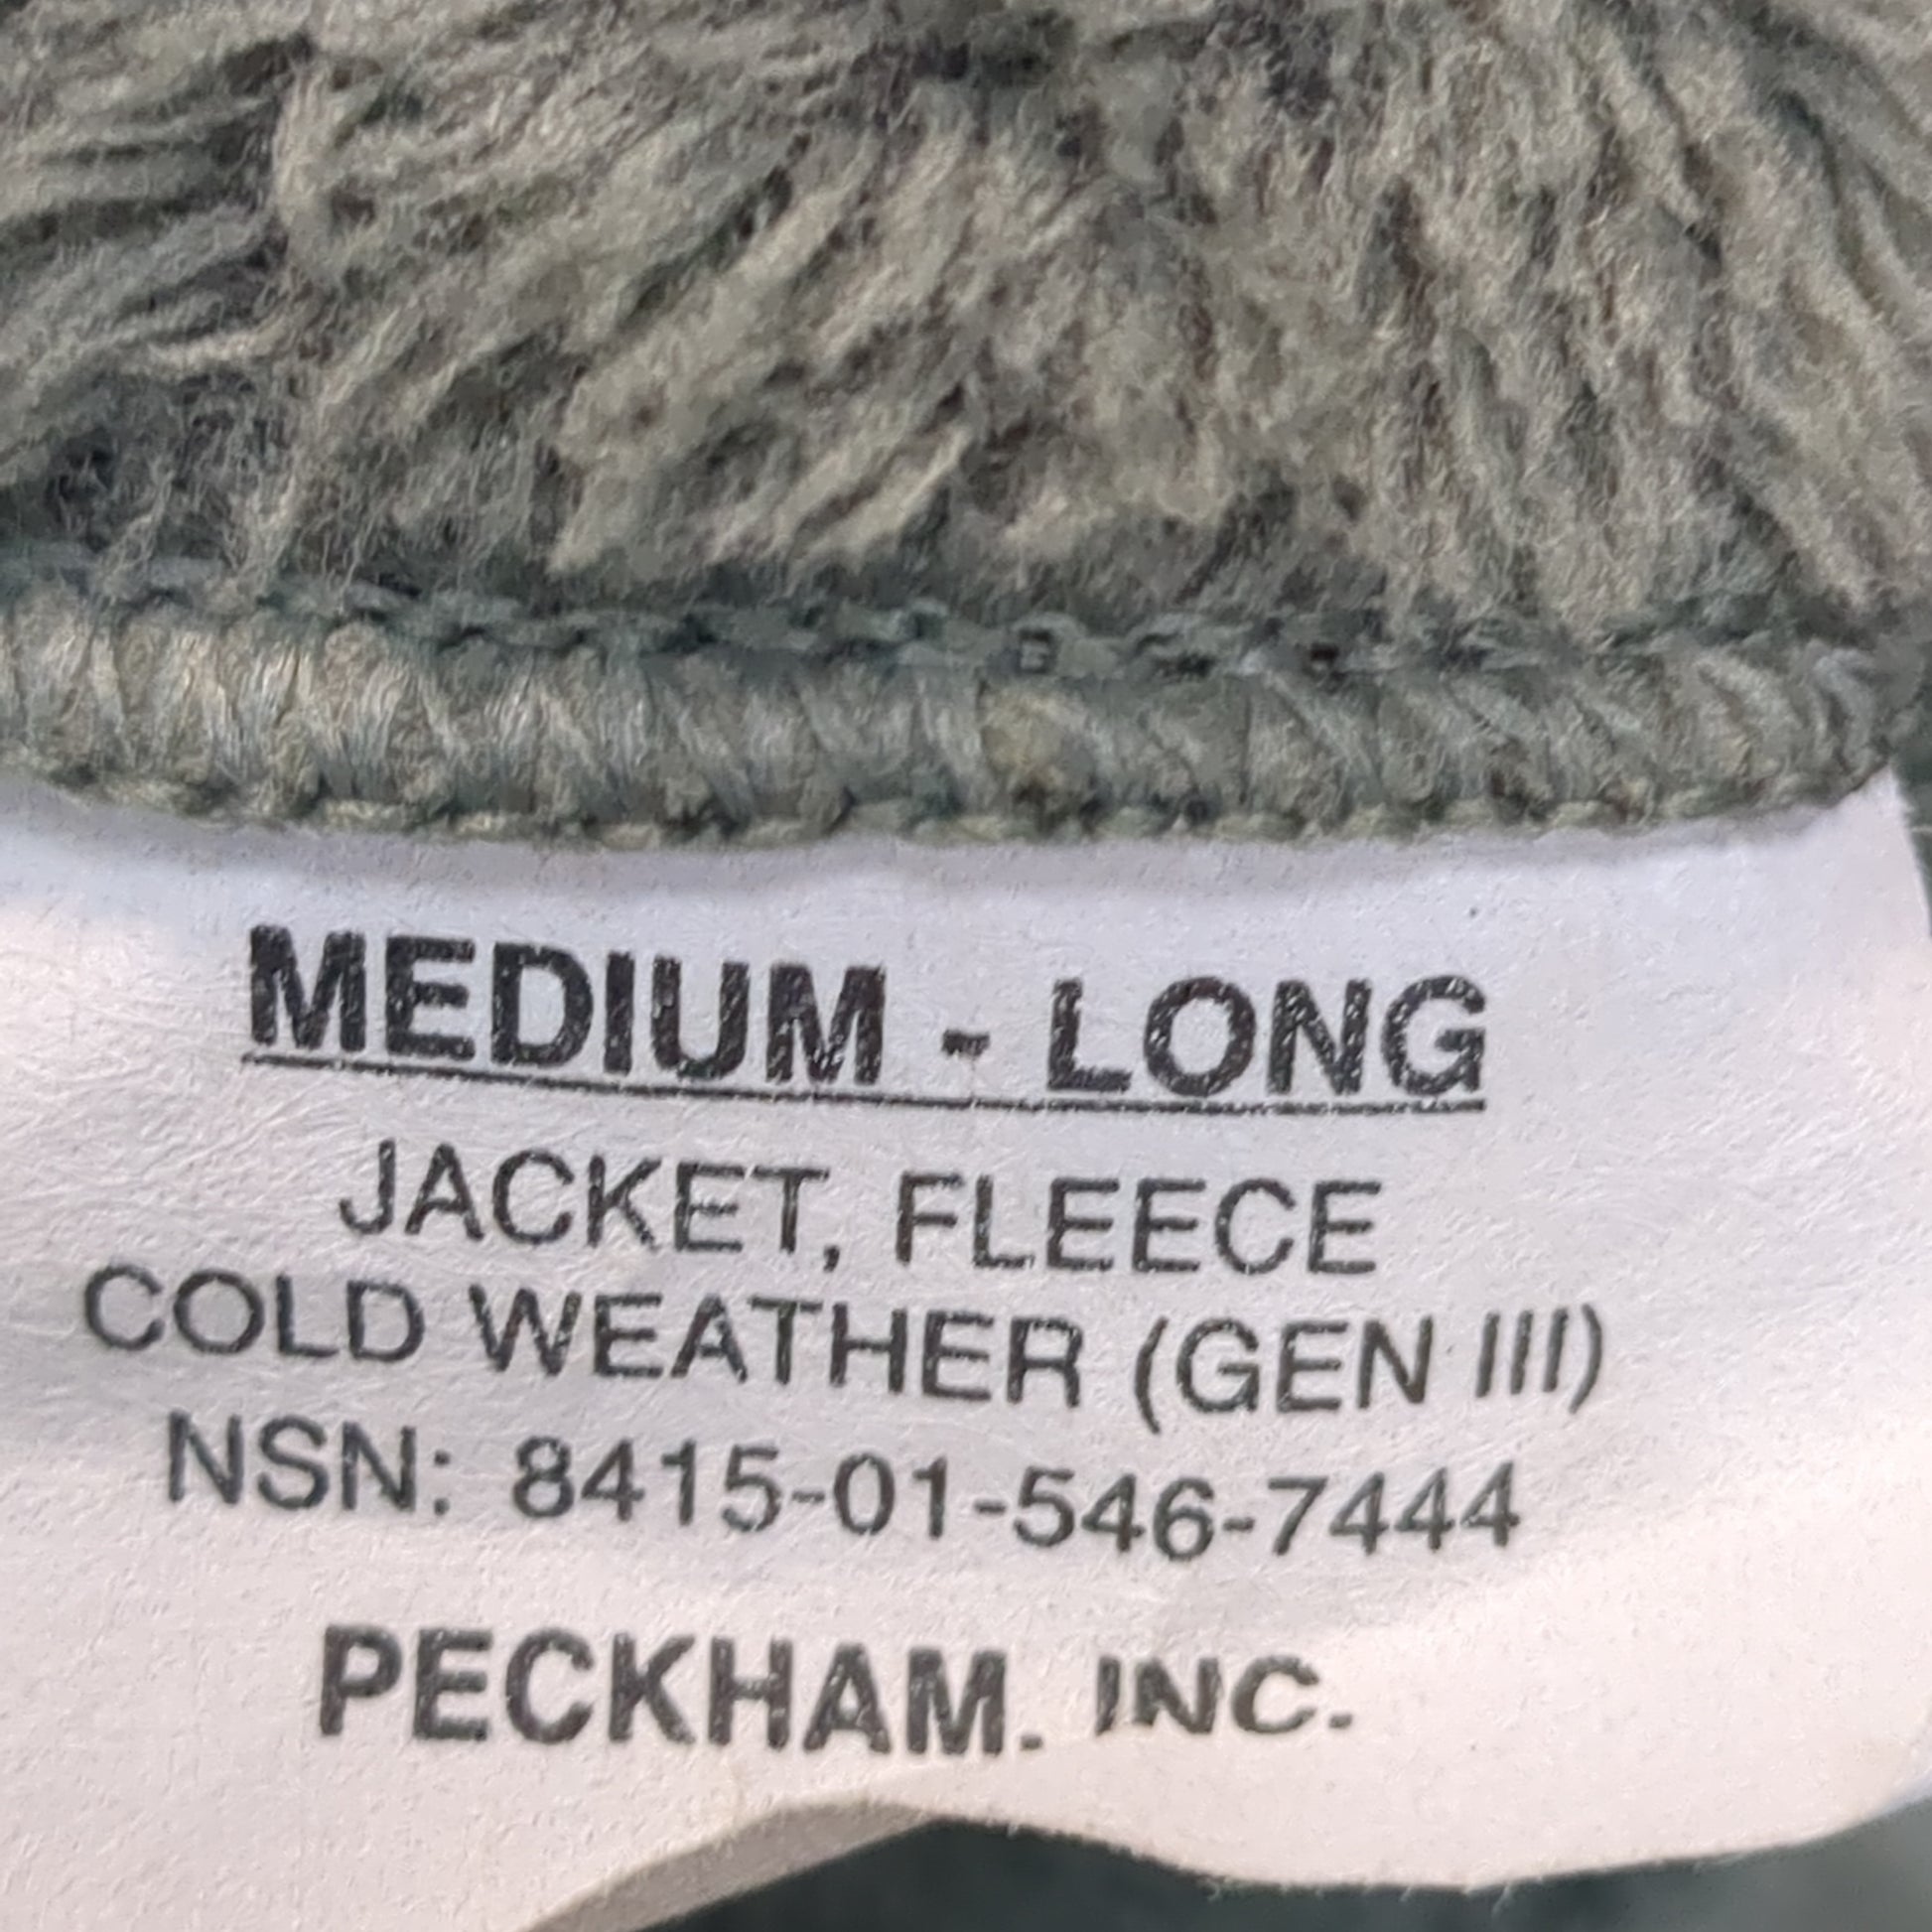 MEDIUM - LONG
JACKET, FLEECE
COLD WEATHER (GEN III)
NSN: 8415-01-546-7444
PECKHAM. INC.